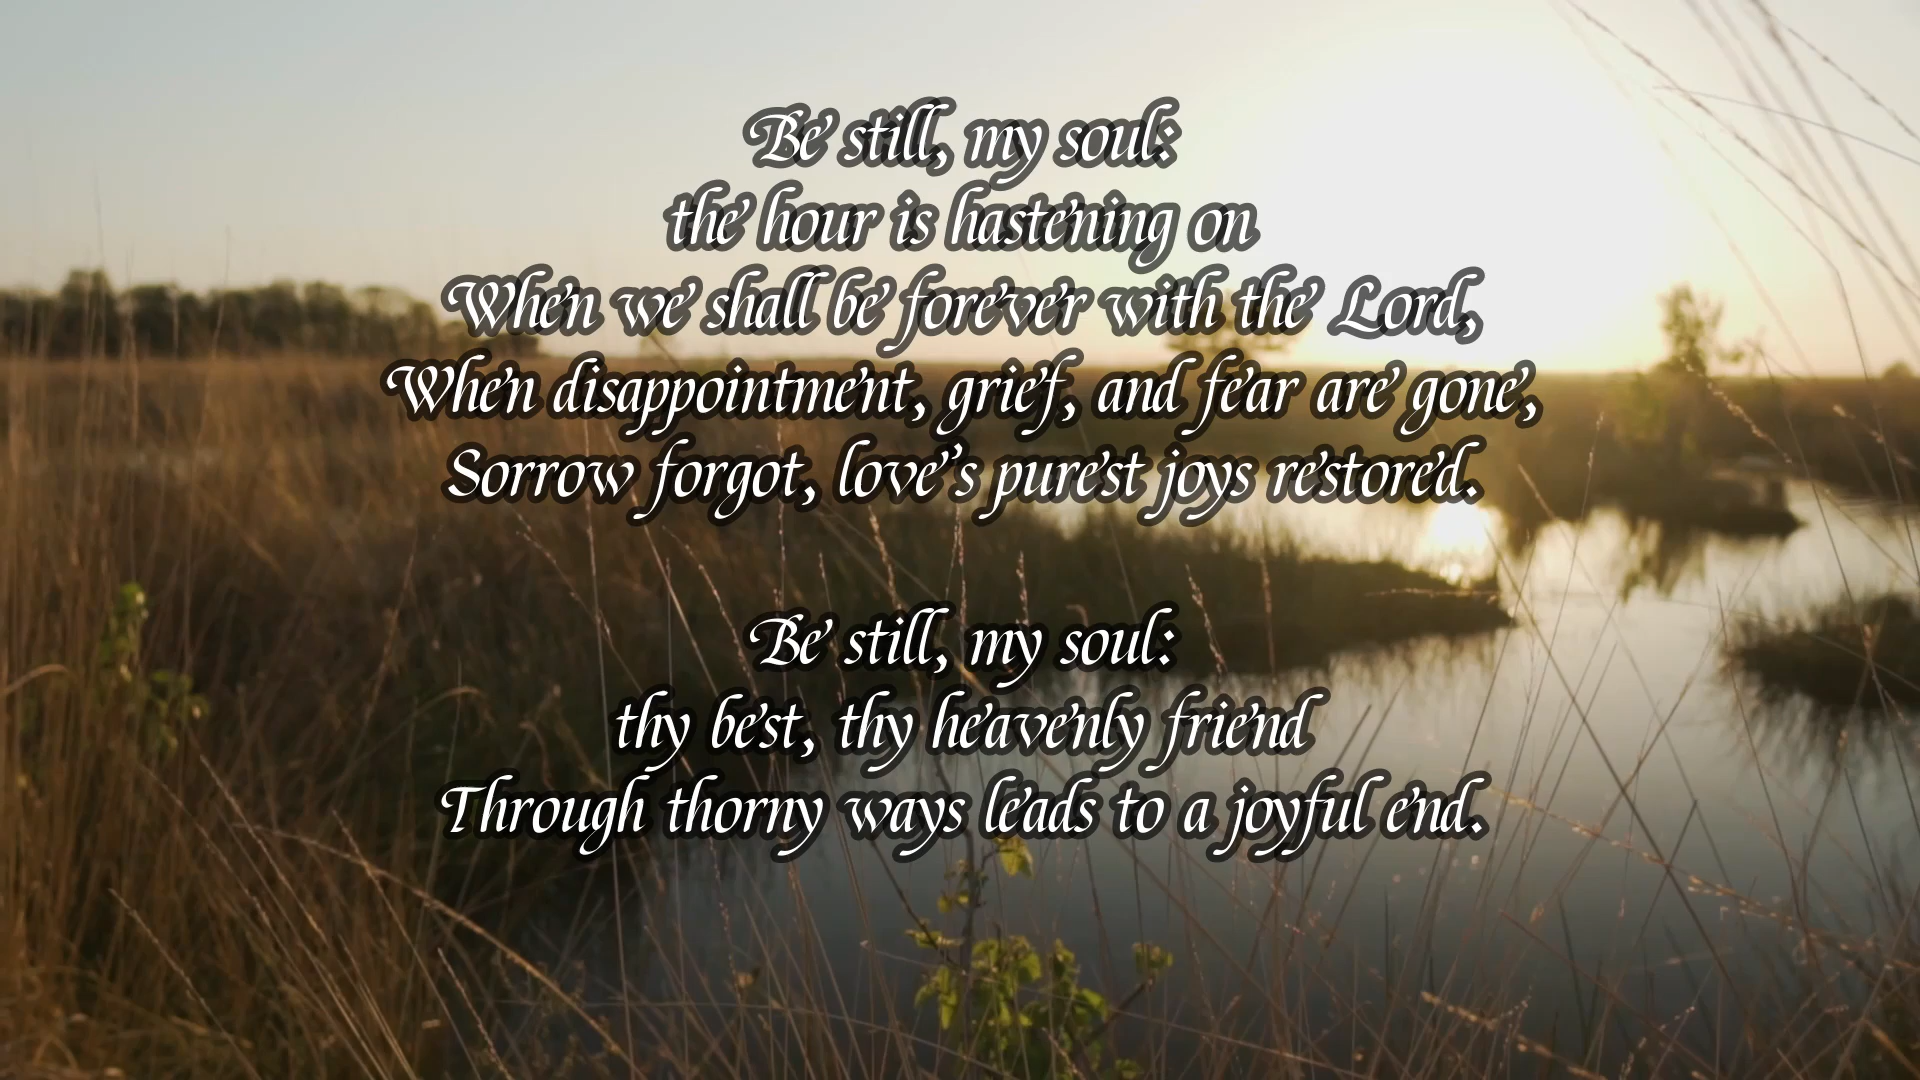 Be still, my soul:
the hour is hastening on
When we shall be forever with the Lord,
When disappointment, grief, and fear are gone,
Sorrow forgot, love's purest joys restored.
Be still, my soul:
thy best, thy heavenly friend
Through thorny ways leads to a joyful end.